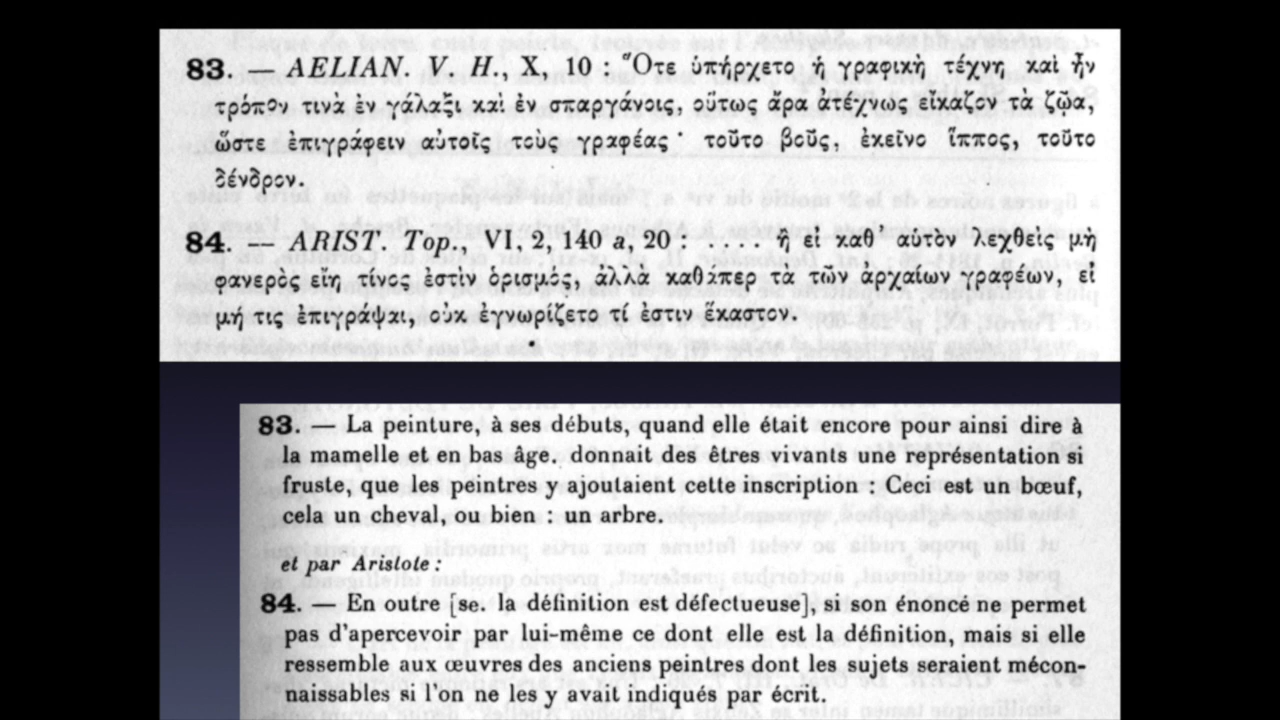 83. — AELIAN. V. H., X, 10 : Ὅτε ὑπήρχετο ἡ γραφικὴ τέχνη καὶ ἦν
τρόπον τινὰ ἐν γάλαξι καὶ ἐν σπαργάνοις, οὕτως ἄρα ἀτέχνως εἴκαζον τὰ ζῷα,
ὥστε ἐπιγράφειν αὐτοῖς τοὺς γραφέας · τοῦτο βοῦς, ἐκεῖνο ἵππος, τοῦτο
δένδρον.
84. — ARIST. Top., VI, 2, 140 a, 20 : .... ἢ εἰ καθ᾽ αὑτὸν λεχθεὶς μὴ
φανερὸς εἴη τίνος ἐστὶν ὁρισμός, ἀλλὰ καθάπερ τὰ τῶν ἀρχαίων γραφέων, εἰ
μή τις ἐπιγράψαι, οὐκ ἐγνωρίζετο τί ἐστιν ἕκαστον.
83. — La peinture, à ses débuts, quand elle était encore pour ainsi dire à
la mamelle et en bas âge. donnait des êtres vivants une représentation si
fruste, que les peintres y ajoutaient cette inscription : Ceci est un bœuf,
cela un cheval, ou bien : un arbre.
et par Aristote :
84. — En outre [se. la définition est défectueuse], si son énoncé ne permet
pas d'apercevoir par lui-même ce dont elle est la définition, mais si elle
ressemble aux œuvres des anciens peintres dont les sujets seraient mécon-
naissables si l'on ne les y avait indiqués par écrit.